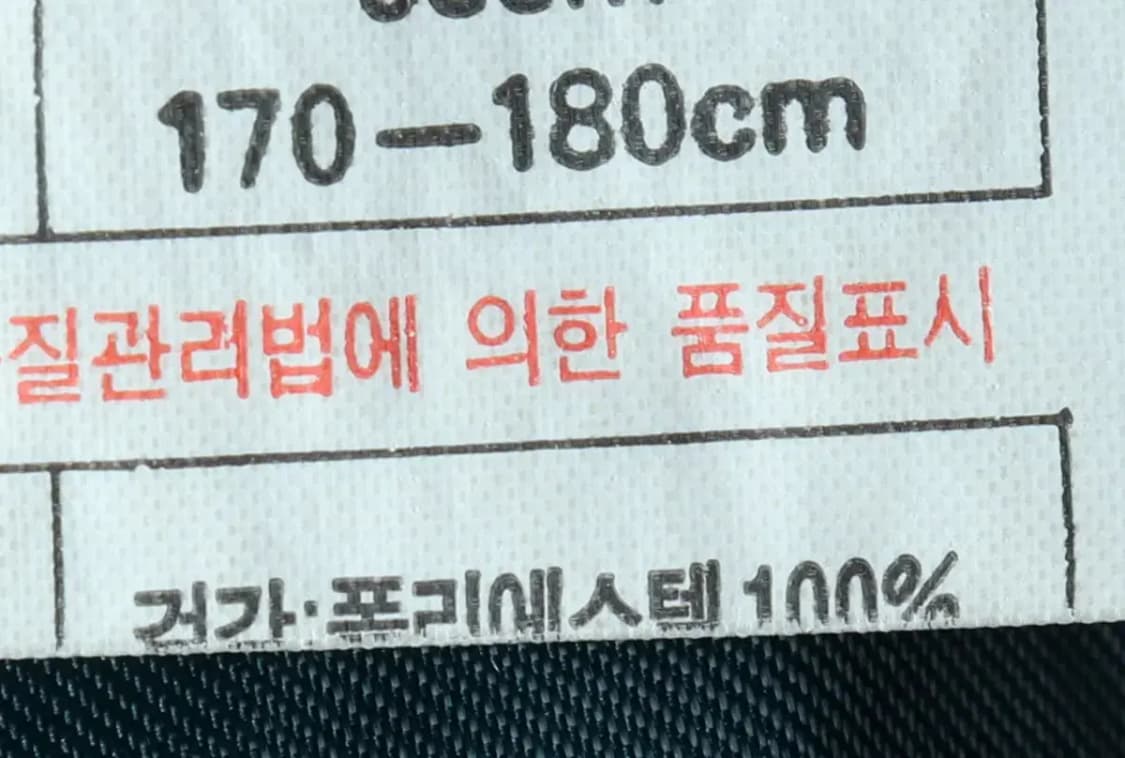 170-180cm
질관리법에 의한 품질표시
겉감·폴리에스텔 100%